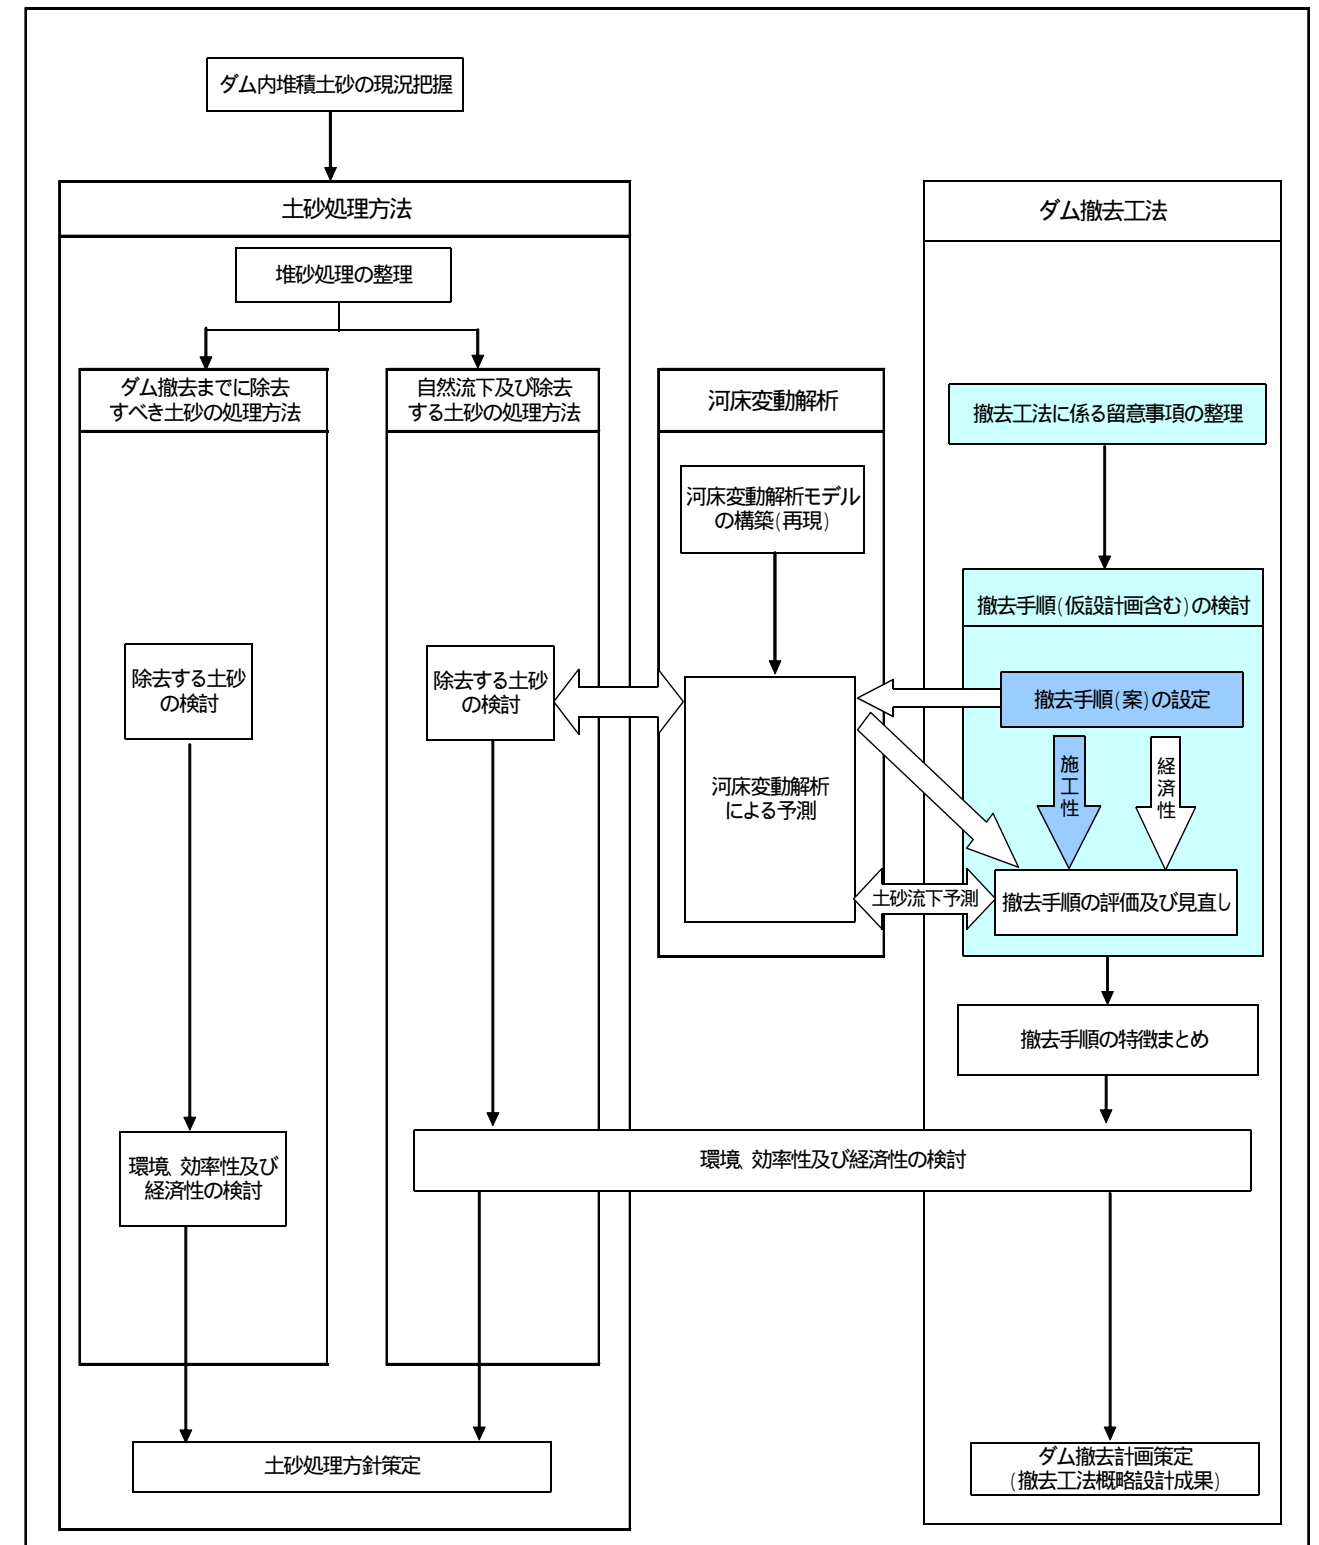 ダム内堆積土砂の現況把握
土砂処理方法
堆砂処理の整理
ダム撤去までに除去
すべき土砂の処理方法
自然流下及び除去
する土砂の処理方法
除去する土砂
の検討
除去する土砂
の検討
環境、効率性及び
経済性の検討
土砂処理方針策定
河床変動解析
河床変動解析モデル
の構築(再現)
河床変動解析
による予測
土砂流下予測
ダム撤去工法
撤去工法に係る留意事項の整理
撤去手順(仮設計画含む)の検討
撤去手順(案)の設定
施工性
経済性
撤去手順の評価及び見直し
撤去手順の特徴まとめ
環境、効率性及び経済性の検討
ダム撤去計画策定
(撤去工法概略設計成果)